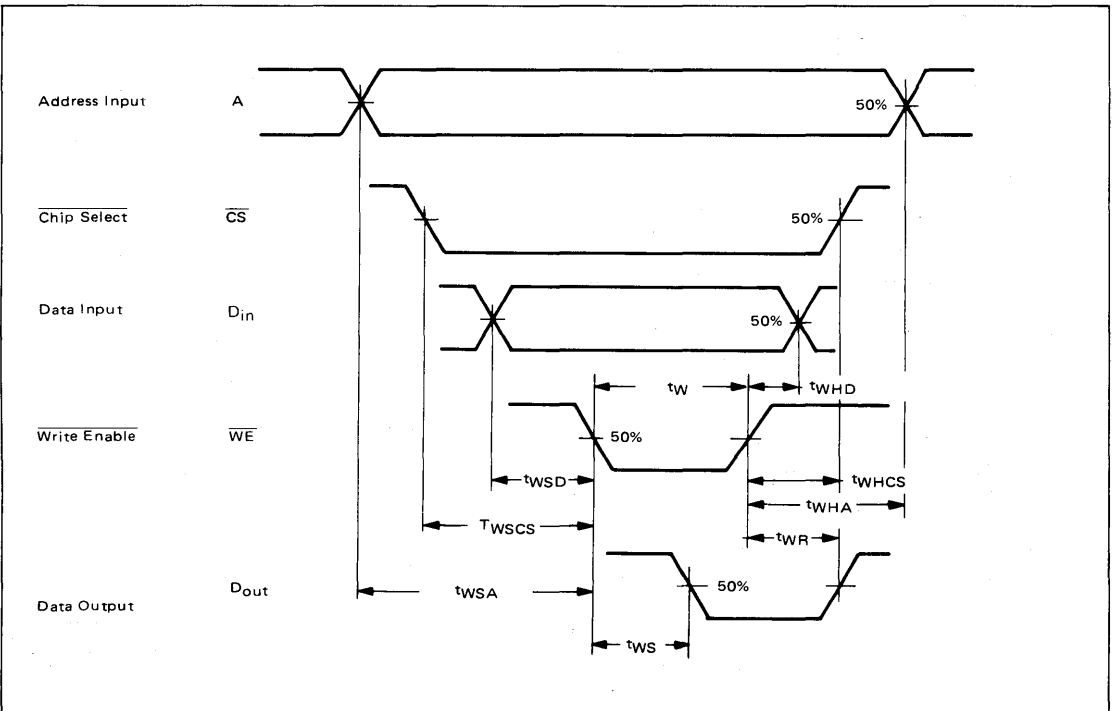 Address Input A 50%
Chip Select CS 50%
Data Input Din 50%
tW tWHD
Write Enable WE 50%
tWSD tWHCS
tWHA
TWSCS tWR
Dout 50%
tWSA
Data Output
tWS